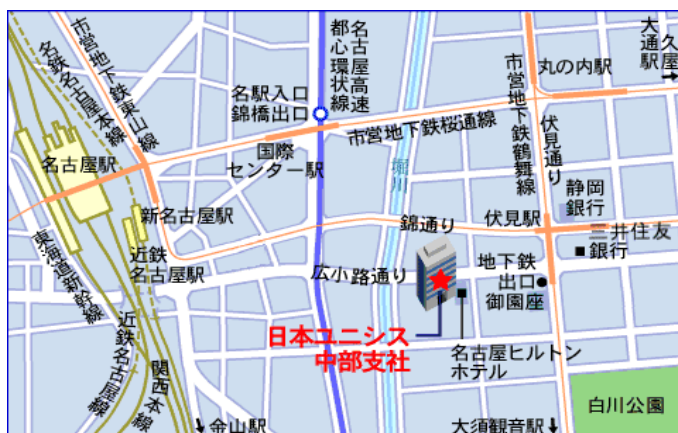 名鉄名古屋本線
市営地下鉄東山線
都心環状線
名古屋高速
大通駅
久屋
丸の内駅
名駅入口
錦橋出口
市営地下鉄桜通線
市営地下鉄鶴舞線
伏見通り
国際
センター駅
名古屋駅
堀川
静岡
銀行
新名古屋駅
錦通り
伏見駅
三井住友
銀行
東海道新幹線
近鉄
名古屋駅
広小路通り
地下鉄
出口
御園座
日本ユニシス
中部支社
名古屋ヒルトン
ホテル
近鉄名古屋線
関西本線
白川公園
金山駅
大須観音駅